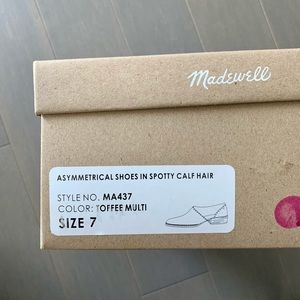 Madewell
ASYMMETRICAL SHOES IN SPOTTY CALF HAIR
STYLE NO. MA437
COLOR: TOFFEE MULTI
SIZE 7